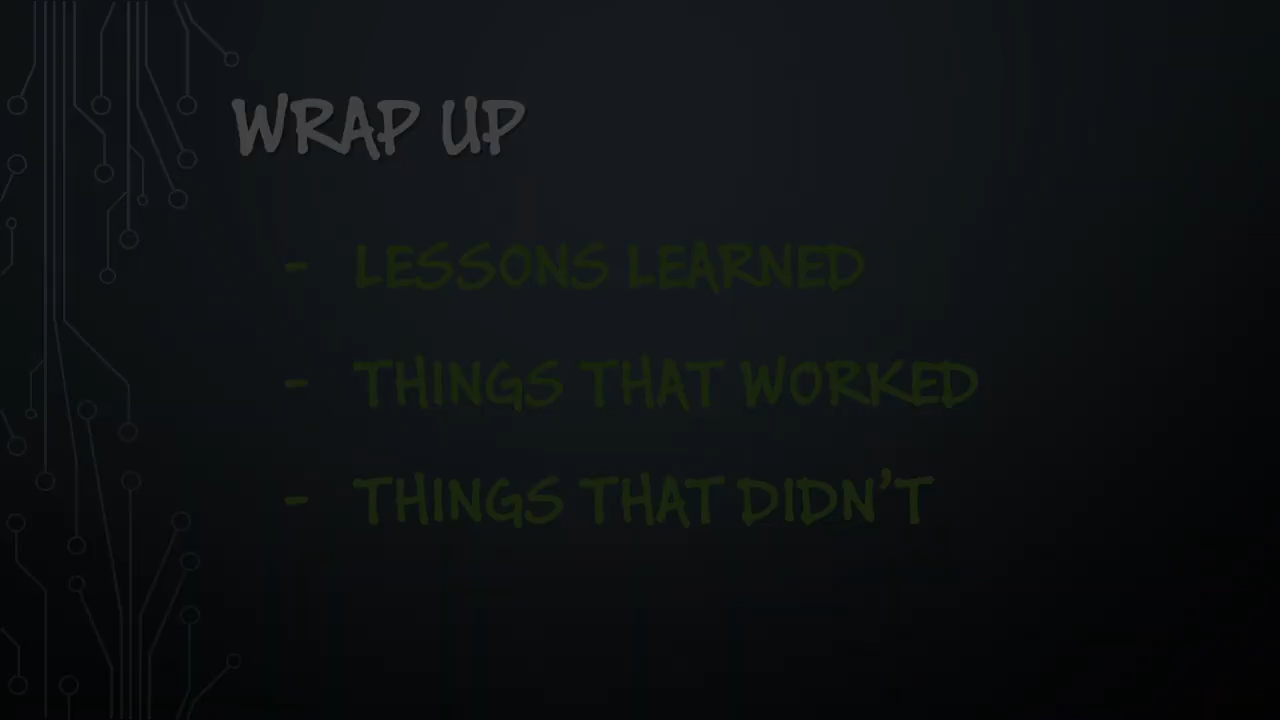 WRAP UP
- LESSONS LEARNED
- THINGS THAT WORKED
- THINGS THAT DIDN'T